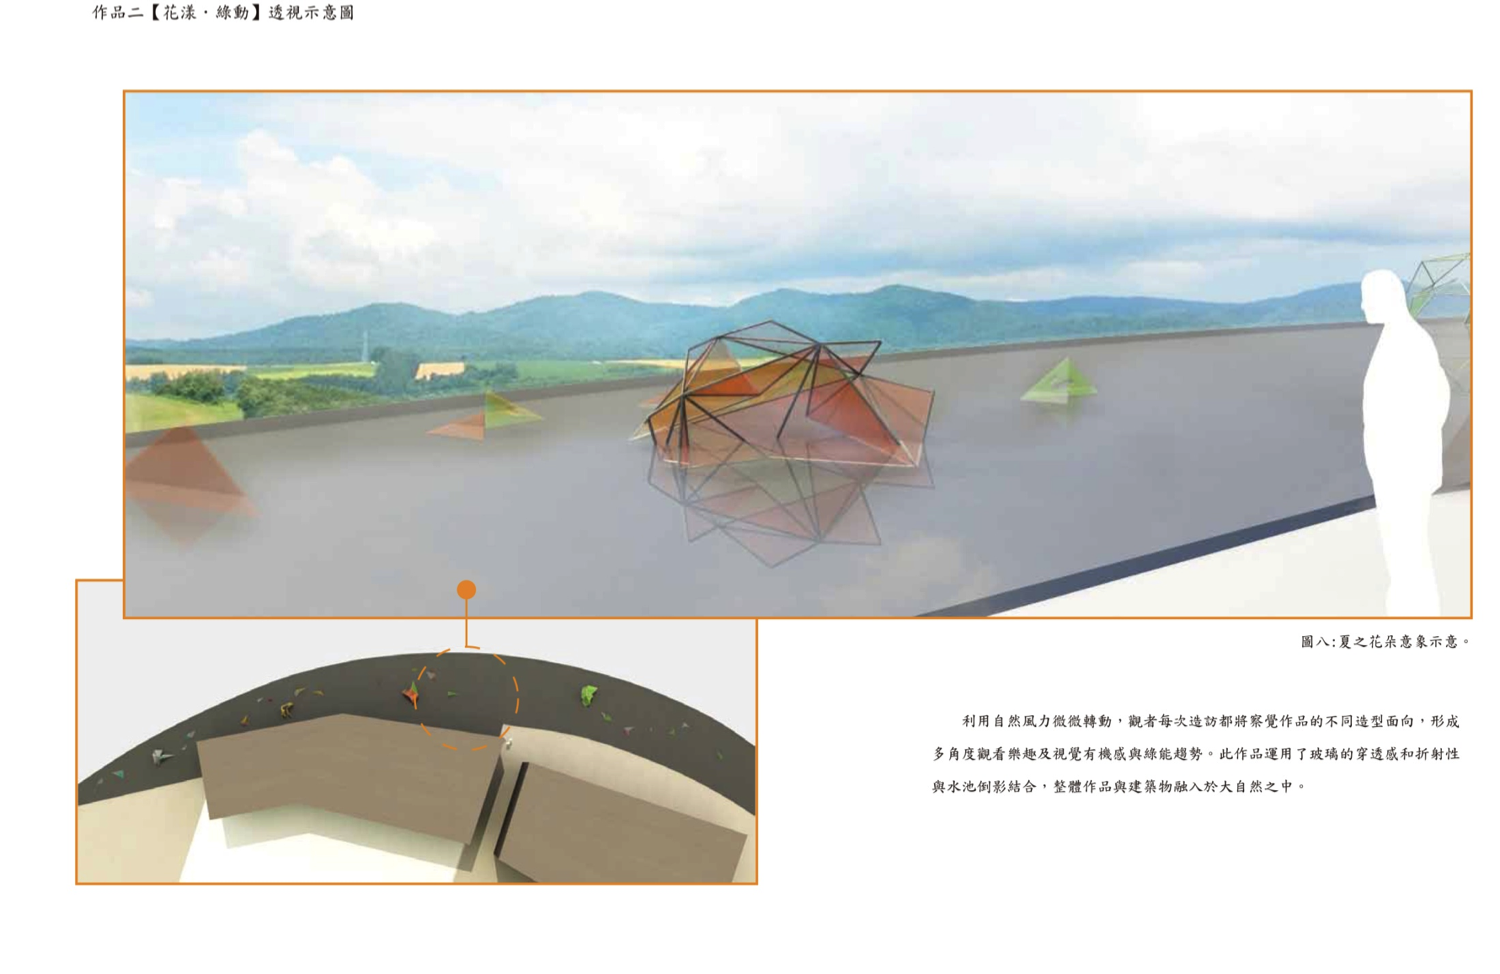 作品二【花漾・綠動】透視示意圖
圖八:夏之花朵意象示意。
利用自然風力微微轉動，觀者每次造訪都將察覺作品的不同造型面向，形成
多角度觀看樂趣及視覺有機感與綠能趨勢。此作品運用了玻璃的穿透感和折射性
與水池倒影結合，整體作品與建築物融入於大自然之中。